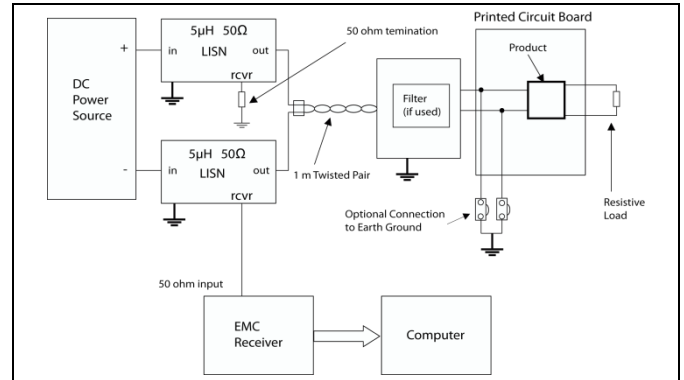 Printed Circuit Board
5µH 50Ω
in
out
LISN
rcvr
+
50 ohm temination
Product
DC
Power
Source
Filter
(if used)
5µH 50Ω
in
out
LISN
rcvr
-
1 m Twisted Pair
Optional Connection
to Earth Ground
Resistive
Load
50 ohm input
EMC
Receiver
Computer